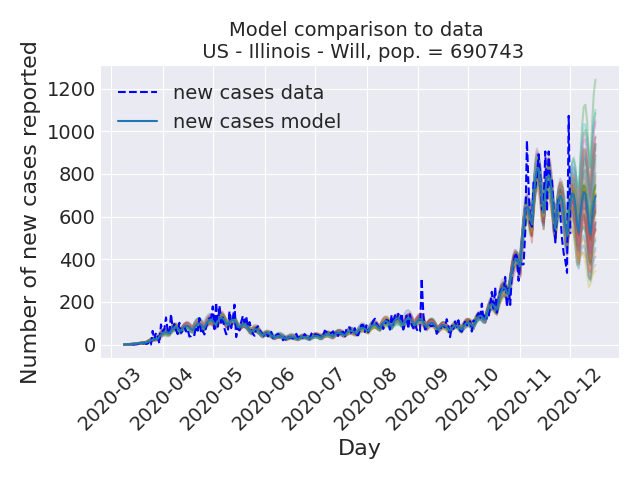 Model comparison to data
US - Illinois - Will, pop. = 690743
new cases data
new cases model
Number of new cases reported
1200
1000
800
600
400
200
0
2020-03
2020-04
2020-05
2020-06
2020-07
2020-08
2020-09
2020-10
2020-11
2020-12
Day